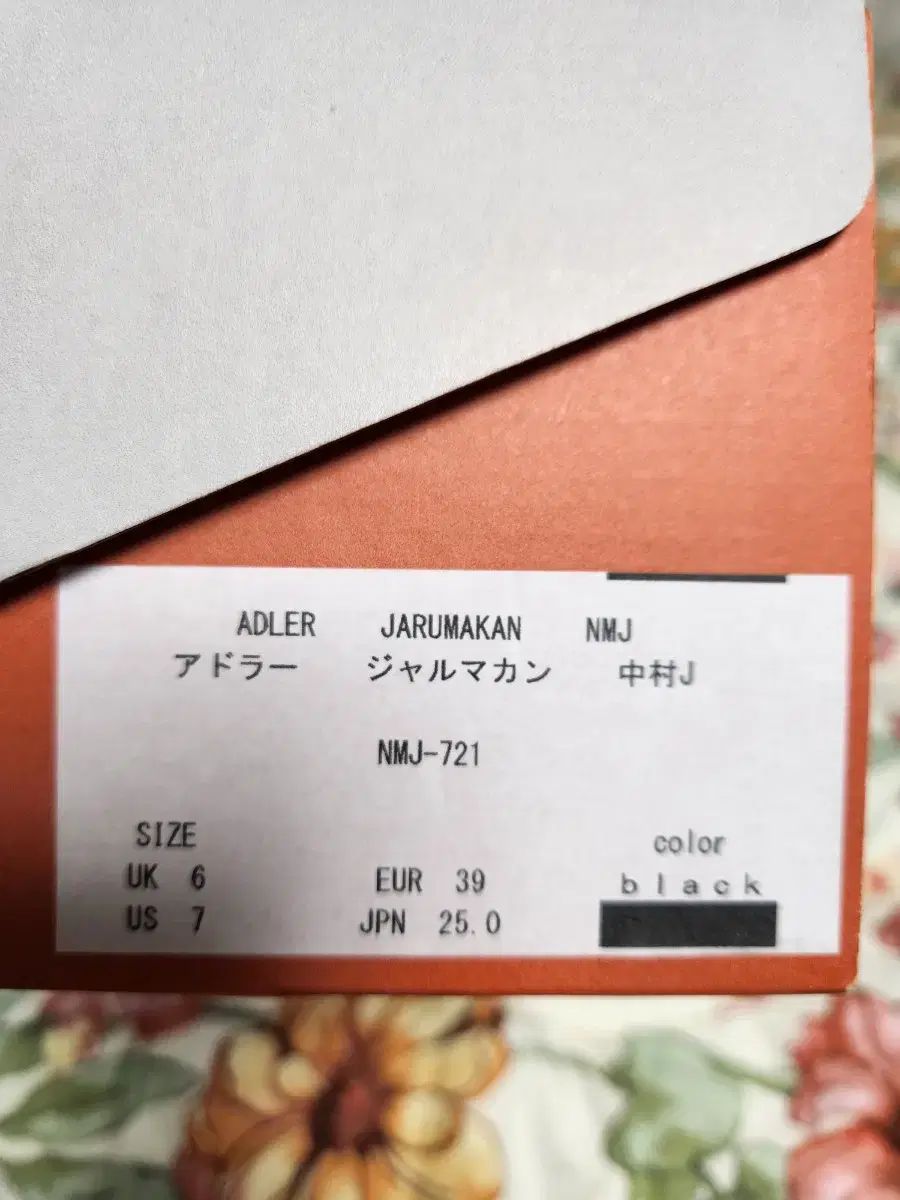 ADLER JARUMAKAN NMJ
アドラー ジャルマカン 中村J
NMJ-721
SIZE color
UK 6 EUR 39 black
US 7 JPN 25.0